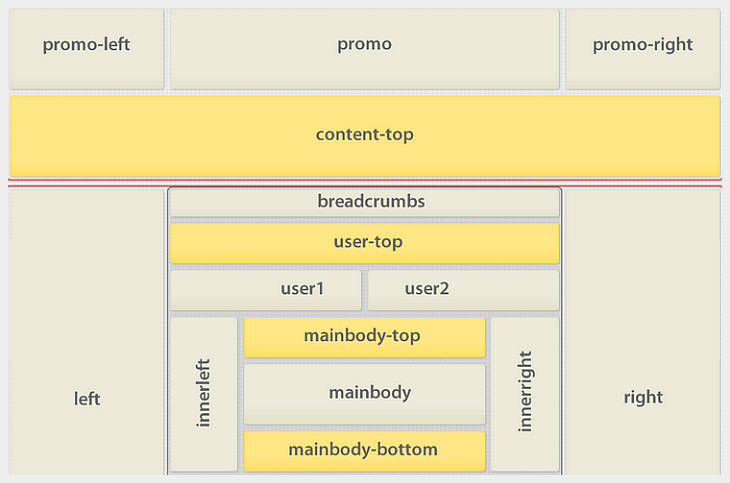 promo-left
promo
promo-right
content-top
breadcrumbs
user-top
user1
user2
mainbody-top
innerleft
mainbody
innerright
left
right
mainbody-bottom